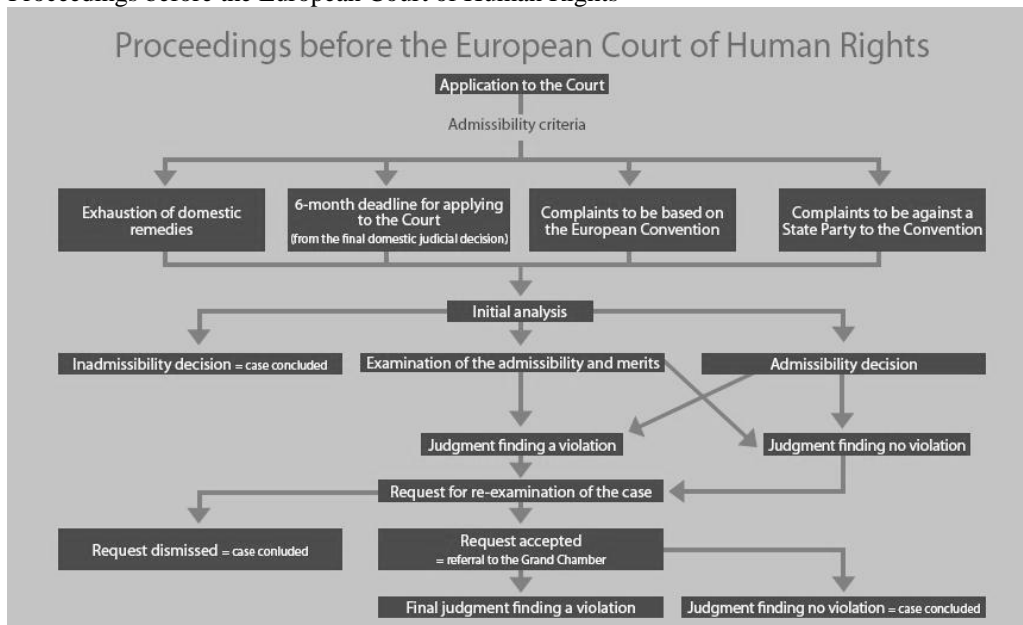 Proceedings before the European Court of Human Rights
Proceedings before the European Court of Human Rights
Application to the Court
Admissibility criteria
Exhaustion of domestic
remedies
6-month deadline for applying
to the Court
(from the final domestic judicial decision)
Complaints to be based on
the European Convention
Complaints to be against a
State Party to the Convention
Initial analysis
Inadmissibility decision = case concluded
Examination of the admissibility and merits
Admissibility decision
Judgment finding a violation
Judgment finding no violation
Request for re-examination of the case
Request dismissed = case conluded
Request accepted
= referral to the Grand Chamber
Final judgment finding a violation
Judgment finding no violation = case concluded